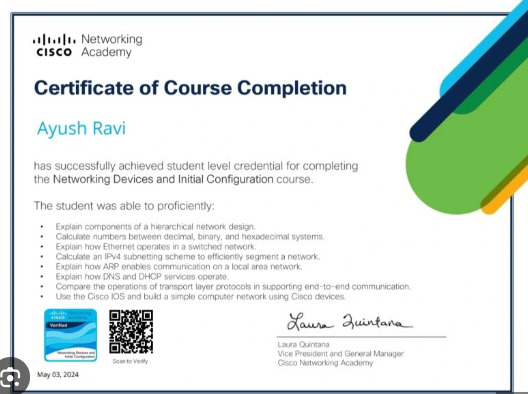 Networking
CISCO Academy
Certificate of Course Completion
Ayush Ravi
has successfully achieved student level credential for completing
the Networking Devices and Initial Configuration course.
The student was able to proficiently:
• Explain components of a hierarchical network design.
• Calculate numbers between decimal, binary, and hexadecimal systems.
• Explain how Ethernet operates in a switched network.
• Calculate an IPv4 subnetting scheme to efficiently segment a network.
• Explain how ARP enables communication on a local area network.
• Explain how DNS and DHCP services operate.
• Compare the operations of transport layer protocols in supporting end-to-end communication.
• Use the Cisco IOS and build a simple computer network using Cisco devices.
Networking
CISCO Academy
Verified
Networking Devices and
Initial Configuration
Scan to Verify
Laura Quintana
Laura Quintana
Vice President and General Manager
Cisco Networking Academy
May 03, 2024